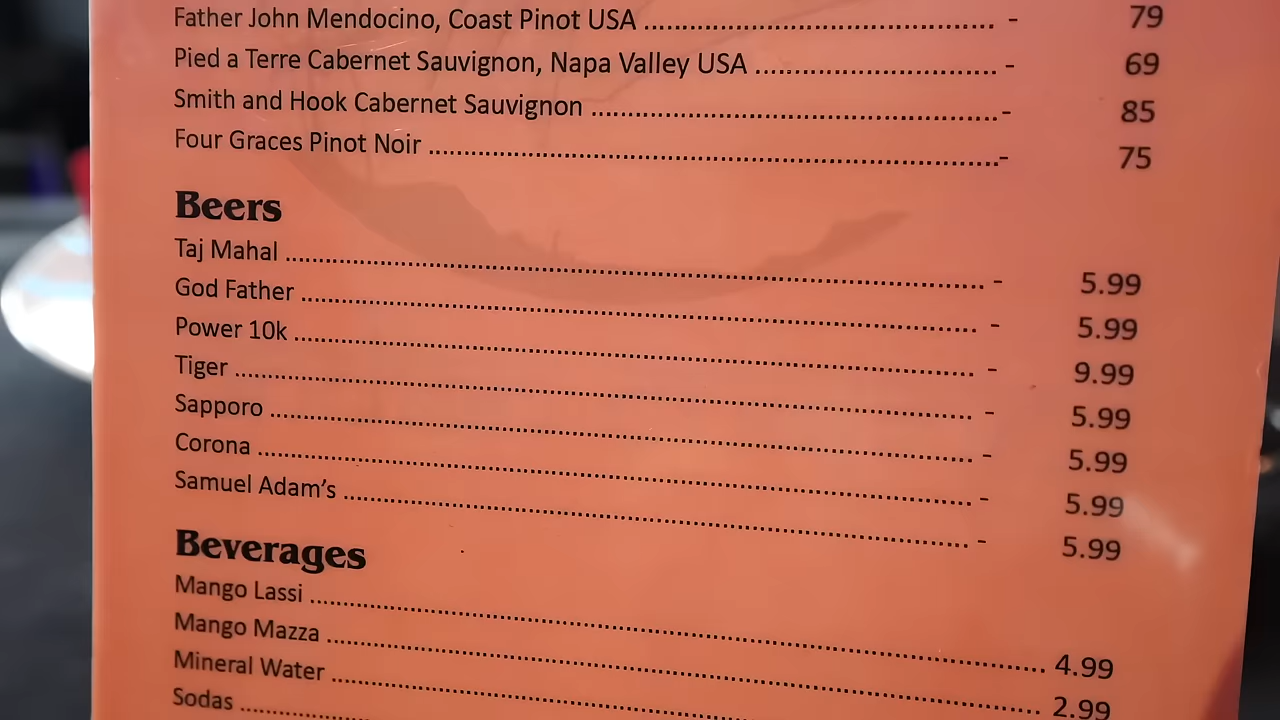 Father John Mendocino, Coast Pinot USA ........................................ - 79
Pied a Terre Cabernet Sauvignon, Napa Valley USA ........................................ - 69
Smith and Hook Cabernet Sauvignon ........................................ - 85
Four Graces Pinot Noir ........................................ - 75
Beers
Taj Mahal ........................................ - 5.99
God Father ........................................ - 5.99
Power 10k ........................................ - 9.99
Tiger ........................................ - 5.99
Sapporo ........................................ - 5.99
Corona ........................................ - 5.99
Samuel Adam's ........................................ - 5.99
Beverages
Mango Lassi ........................................ 4.99
Mango Mazza ........................................ 2.99
Mineral Water ........................................
Sodas ........................................